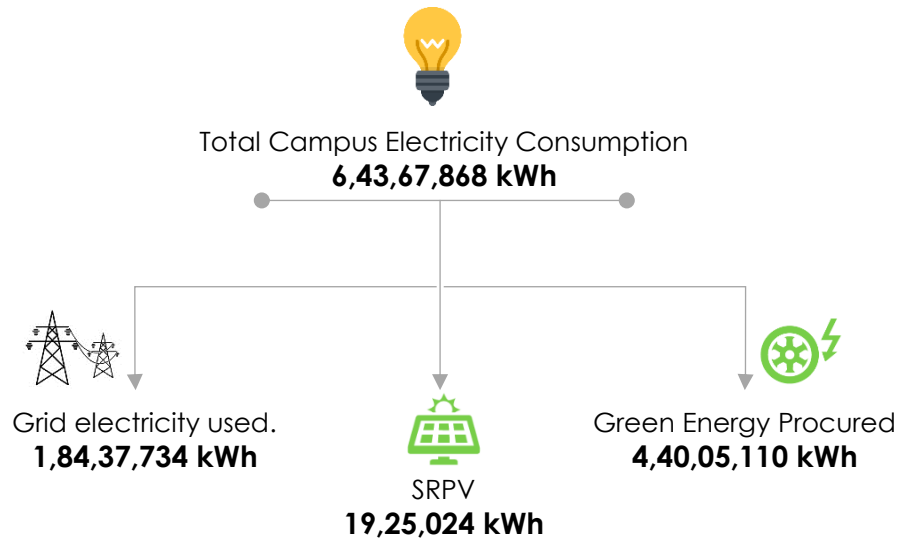 Total Campus Electricity Consumption
6,43,67,868 kWh
Grid electricity used.
1,84,37,734 kWh
SRPV
19,25,024 kWh
Green Energy Procured
4,40,05,110 kWh